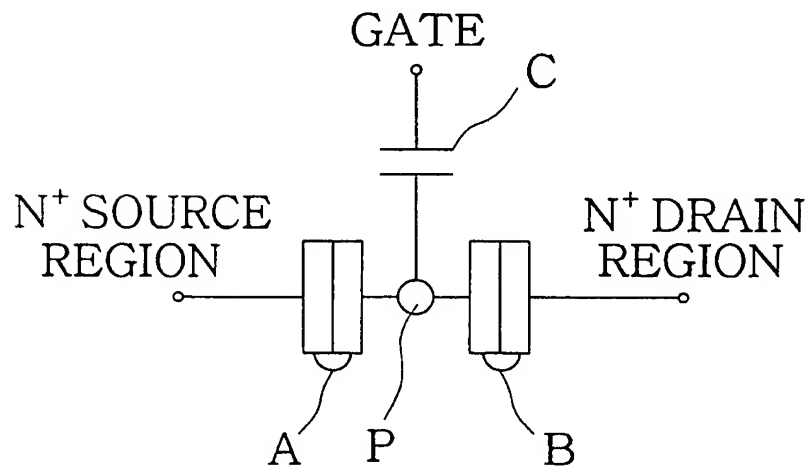 GATE
C
N⁺ SOURCE
REGION
N⁺ DRAIN
REGION
A
P
B